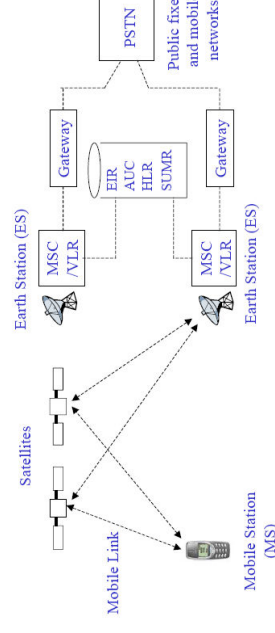 Satellites
Mobile Link
Mobile Station
(MS)
Earth Station (ES)
MSC
/VLR
Gateway
EIR
AUC
HLR
SUMR
MSC
/VLR
Gateway
Earth Station (ES)
PSTN
Public fixe
and mobil
networks